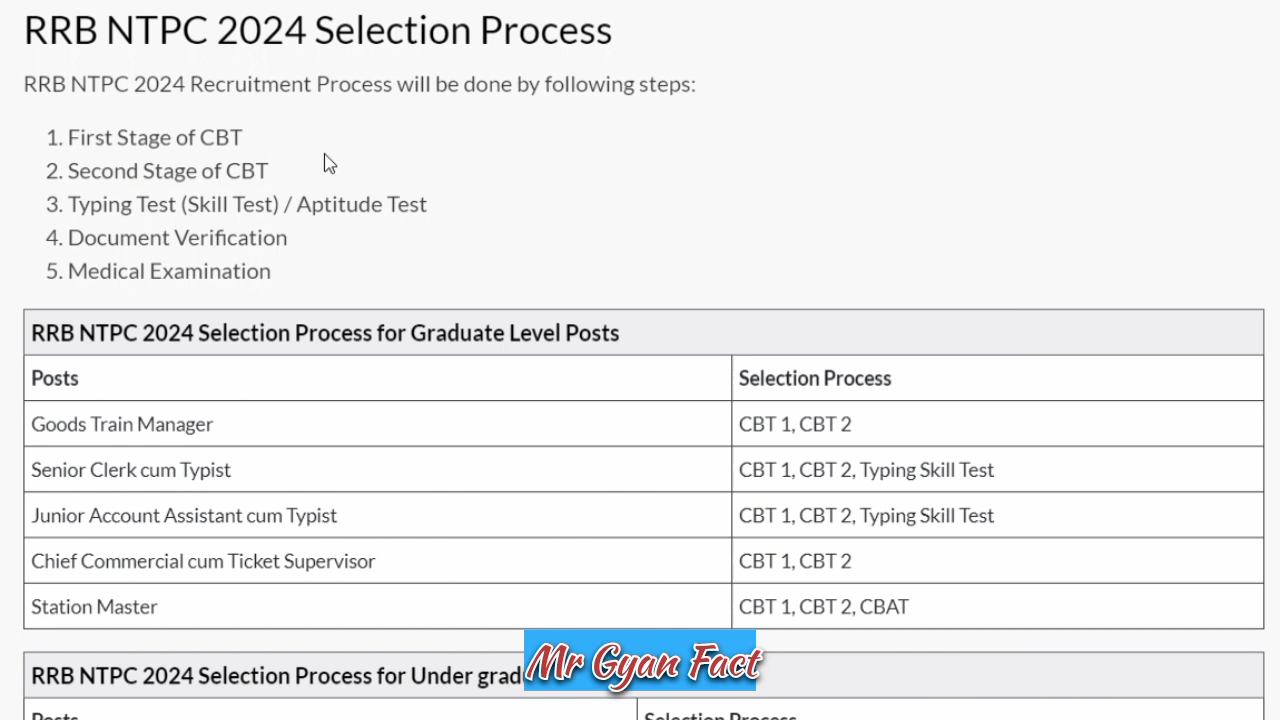 RRB NTPC 2024 Selection Process
RRB NTPC 2024 Recruitment Process will be done by following steps:
1. First Stage of CBT
2. Second Stage of CBT
3. Typing Test (Skill Test) / Aptitude Test
4. Document Verification
5. Medical Examination
RRB NTPC 2024 Selection Process for Graduate Level Posts
Posts Selection Process
Goods Train Manager CBT 1, CBT 2
Senior Clerk cum Typist CBT 1, CBT 2, Typing Skill Test
Junior Account Assistant cum Typist CBT 1, CBT 2, Typing Skill Test
Chief Commercial cum Ticket Supervisor CBT 1, CBT 2
Station Master CBT 1, CBT 2, CBAT
Mr Gyan Fact
RRB NTPC 2024 Selection Process for Under grad
Posts Selection Process